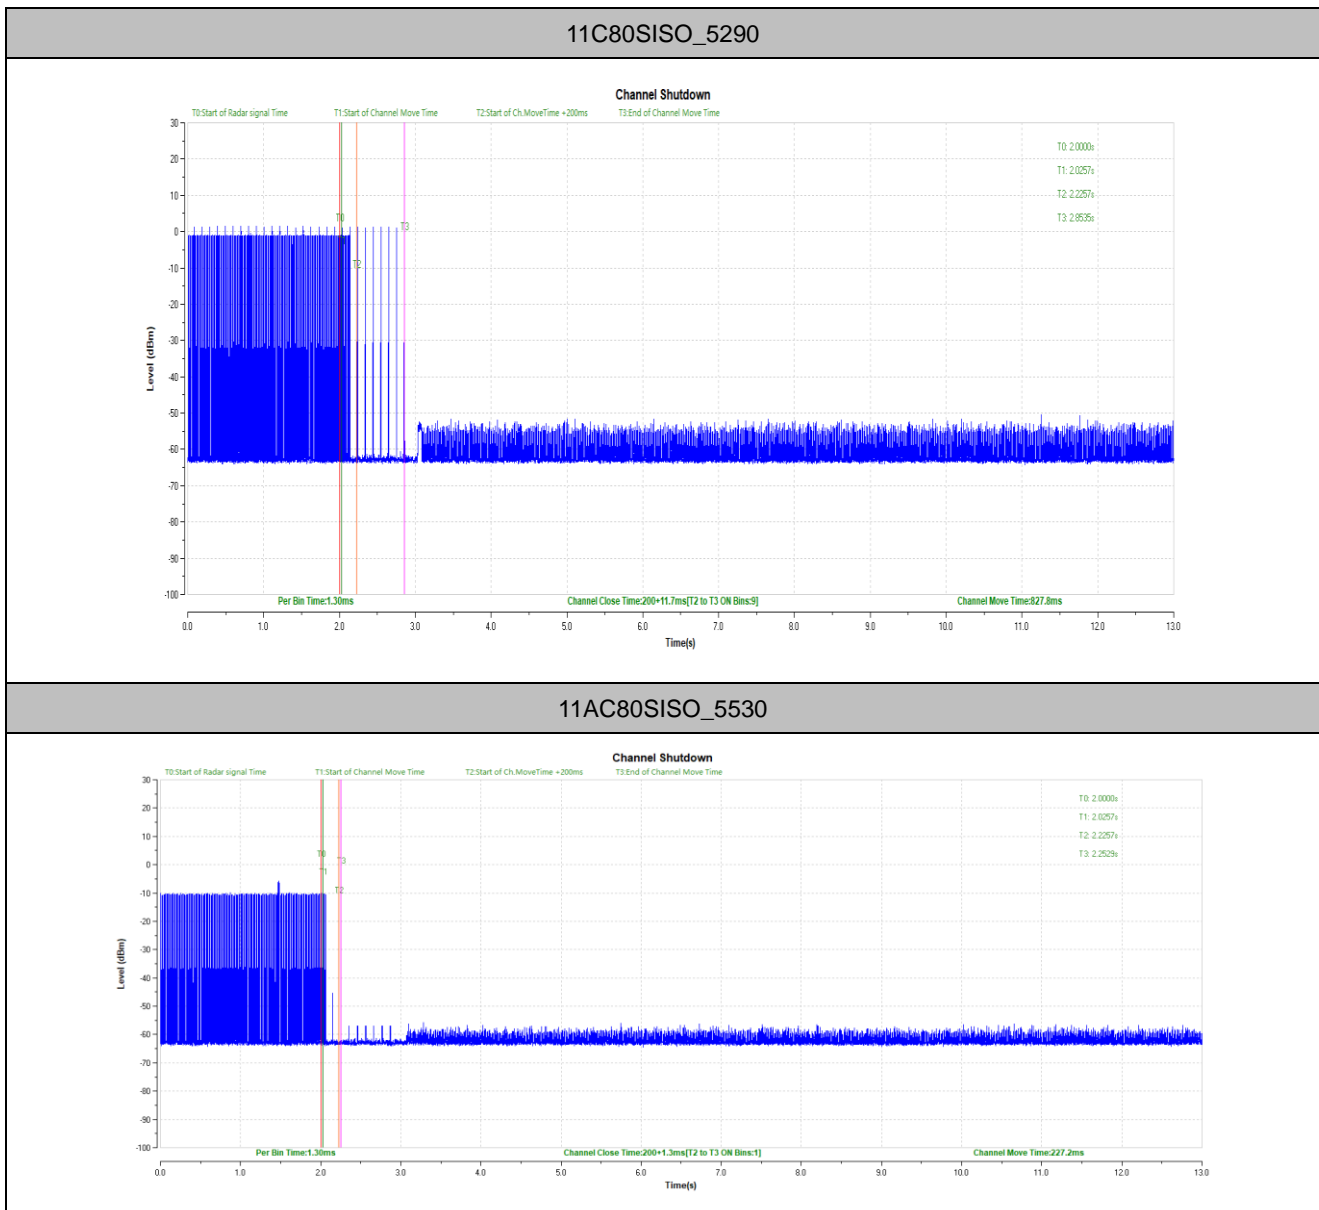 11C80SISO_5290
Channel Shutdown
T0:Start of Radar signal Time T1:Start of Channel Move Time T2:Start of Ch.MoveTime +200ms T3:End of Channel Move Time
30
20
10
0
-10
-20
-30
-40
-50
-60
-70
-80
-90
-100
Level (dBm)
T0: 2.0000s
T1: 2.0257s
T2: 2.2257s
T3: 2.8535s
T0
T3
T2
Per Bin Time:1.30ms Channel Close Time:200+11.7ms[T2 to T3 ON Bins:9] Channel Move Time:827.8ms
0.0 1.0 2.0 3.0 4.0 5.0 6.0 7.0 8.0 9.0 10.0 11.0 12.0 13.0
Time(s)
11AC80SISO_5530
Channel Shutdown
T0:Start of Radar signal Time T1:Start of Channel Move Time T2:Start of Ch.MoveTime +200ms T3:End of Channel Move Time
30
20
10
0
-10
-20
-30
-40
-50
-60
-70
-80
-90
-100
Level (dBm)
T0: 2.0000s
T1: 2.0257s
T2: 2.2257s
T3: 2.2529s
T0
T3
T1
T2
Per Bin Time:1.30ms Channel Close Time:200+1.3ms[T2 to T3 ON Bins:1] Channel Move Time:227.2ms
0.0 1.0 2.0 3.0 4.0 5.0 6.0 7.0 8.0 9.0 10.0 11.0 12.0 13.0
Time(s)